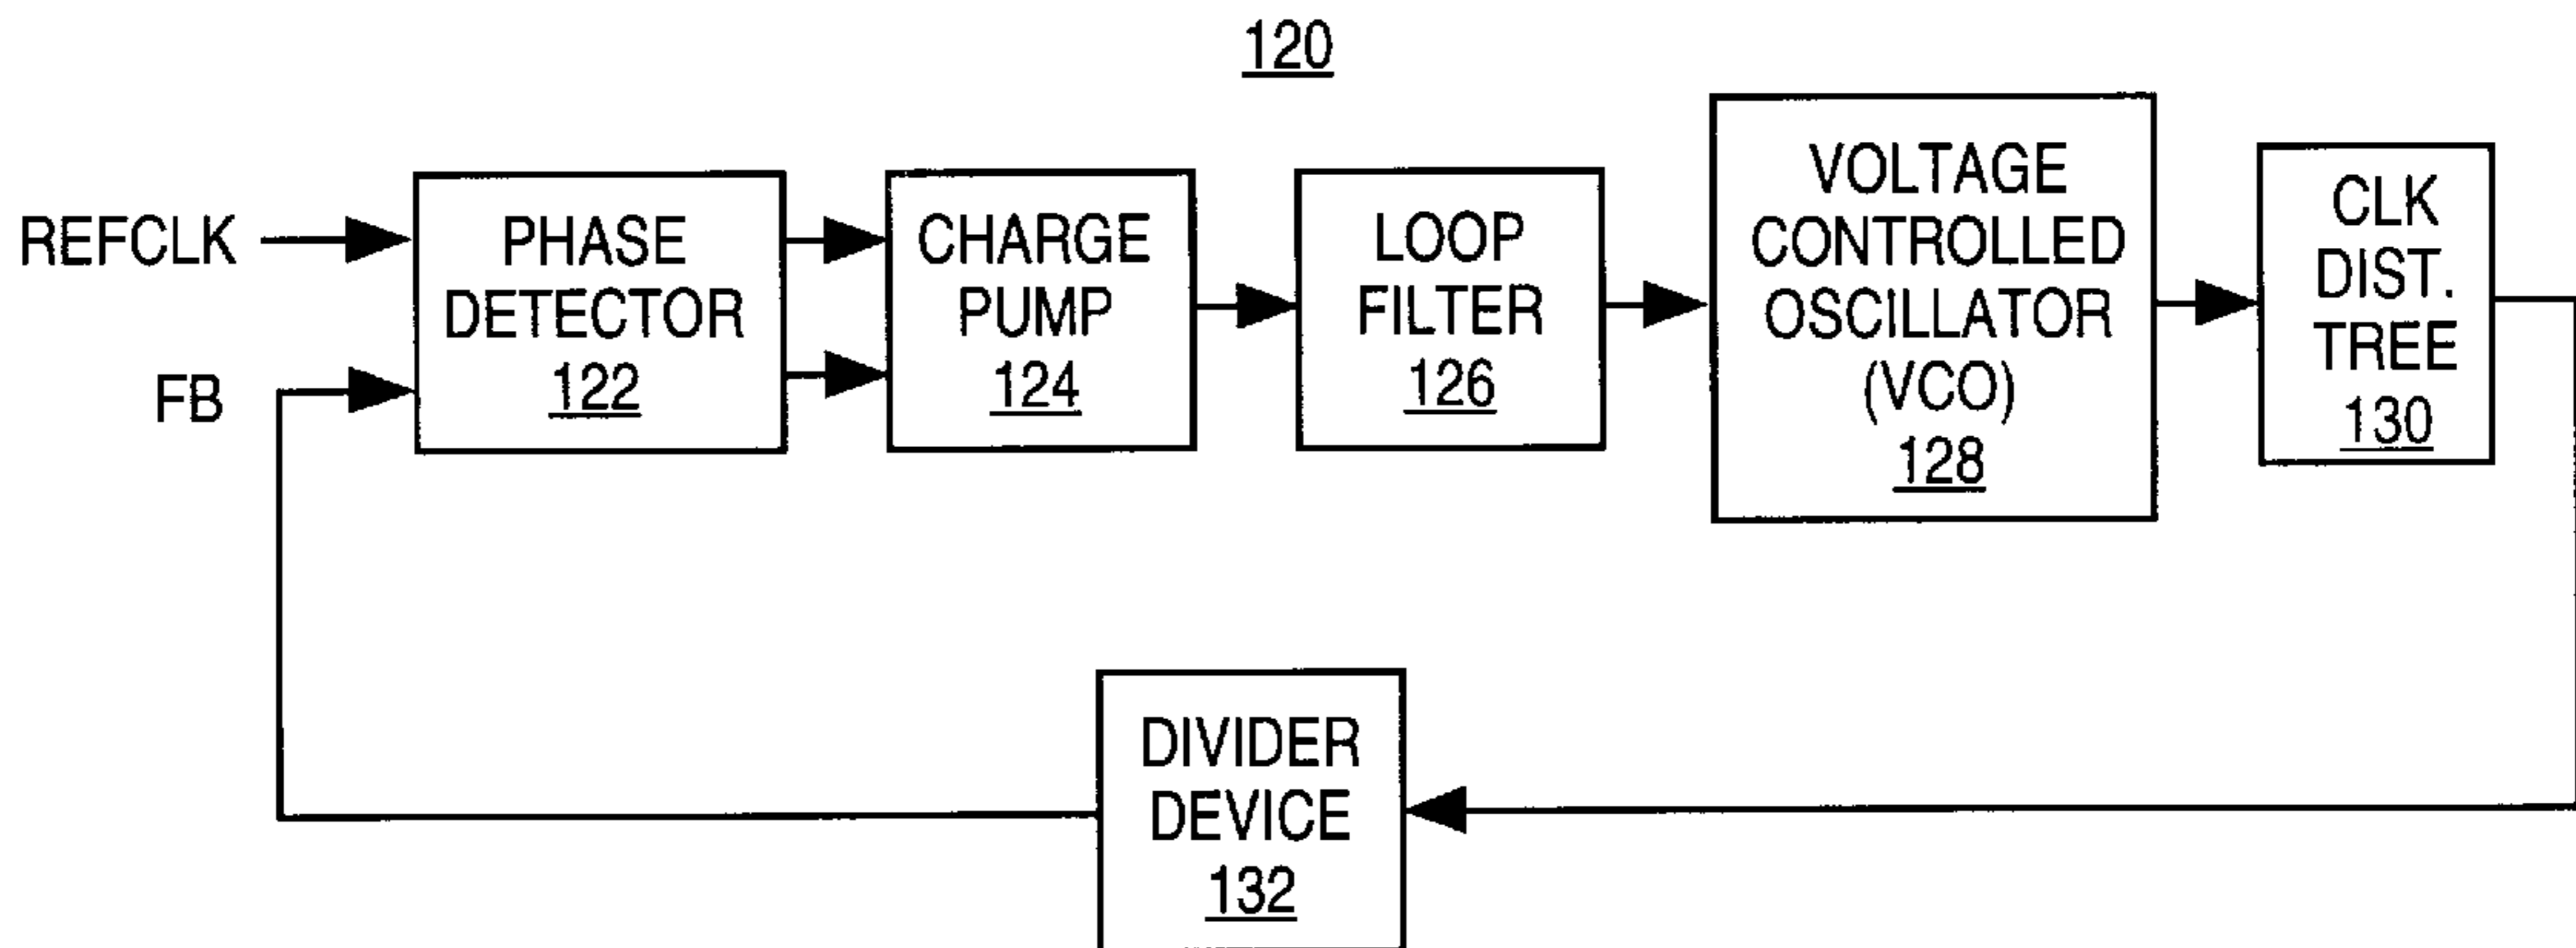 120
REFCLK
FB
PHASE
DETECTOR
122
CHARGE
PUMP
124
LOOP
FILTER
126
VOLTAGE
CONTROLLED
OSCILLATOR
(VCO)
128
CLK
DIST.
TREE
130
DIVIDER
DEVICE
132